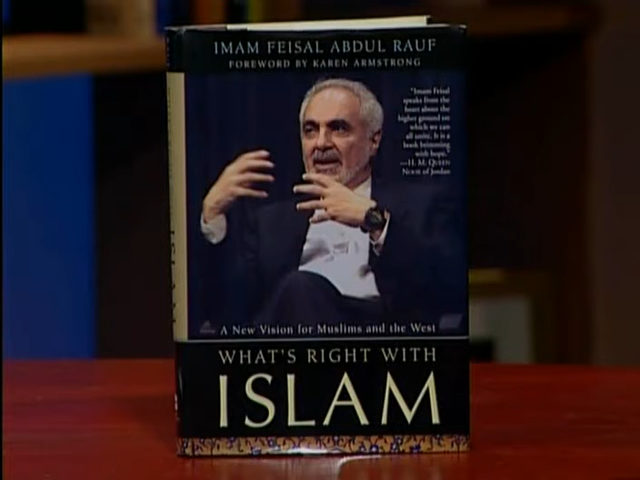 IMAM FEISAL ABDUL RAUF
FOREWORD BY KAREN ARMSTRONG
"Imam Feisal
speaks from the
heart about the
higher ground on
which we can
all unite. It is a
book brimming
with hope."
—H. M. QUEEN
NOOR of Jordan
A New Vision for Muslims and the West
WHAT'S RIGHT WITH
ISLAM